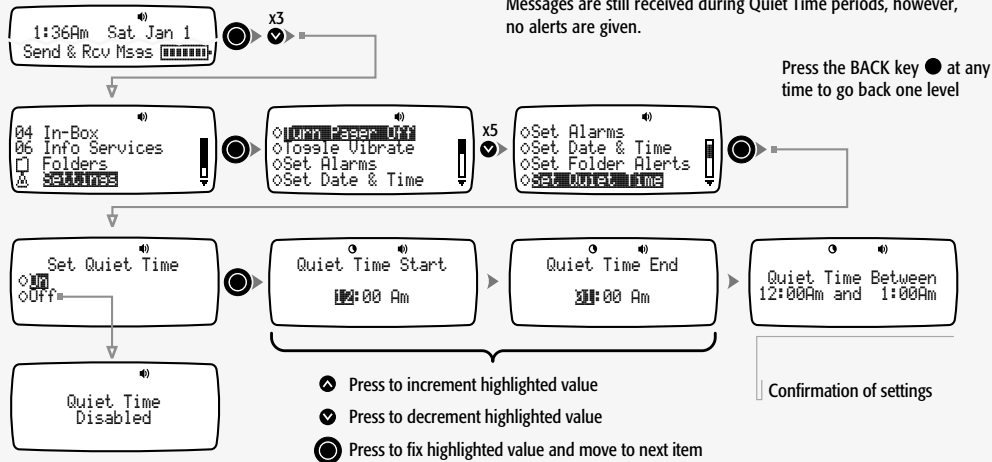 Messages are still received during Quiet Time periods, however,
no alerts are given.
1:36Am Sat Jan 1
Send & Rcv Msgs
x3
Press the BACK key at any
time to go back one level
04 In-Box
06 Info Services
Folders
Settings
Turn Pager Off
Toggle Vibrate
Set Alarms
Set Date & Time
x5
Set Alarms
Set Date & Time
Set Folder Alerts
Set Quiet Time
Set Quiet Time
On
Off
Quiet Time Start
12:00 Am
Quiet Time End
:00 Am
Quiet Time Between
12:00Am and 1:00Am
Quiet Time
Disabled
Press to increment highlighted value
Press to decrement highlighted value
Press to fix highlighted value and move to next item
Confirmation of settings